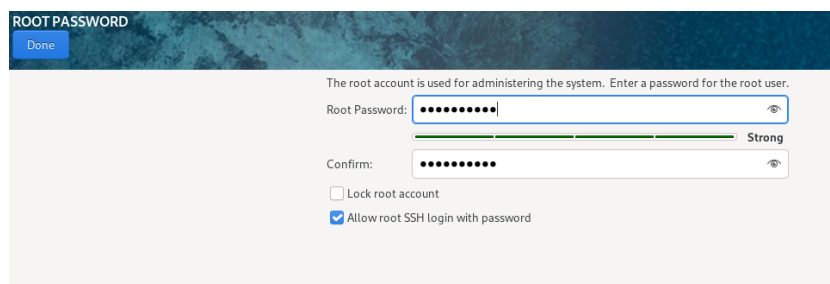 ROOT PASSWORD
Done
The root account is used for administering the system. Enter a password for the root user.
Root Password: ●●●●●●●●●●
Strong
Confirm: ●●●●●●●●●●
Lock root account
Allow root SSH login with password